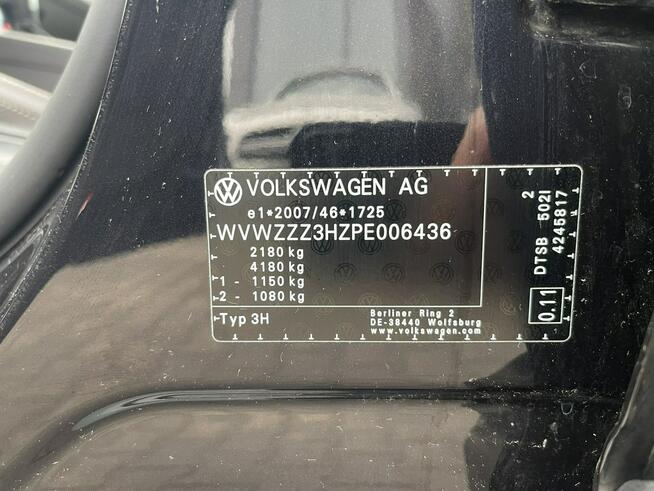 VOLKSWAGEN AG
e1*2007/46*1725
WVWZZZ3HZPE006436
2180 kg
4180 kg
1 - 1150 kg
2 - 1080 kg
Typ 3H
Berliner Ring 2
DE-38440 Wolfsburg
www.volkswagen.com
2
DTSB 502I
4245817
0.11